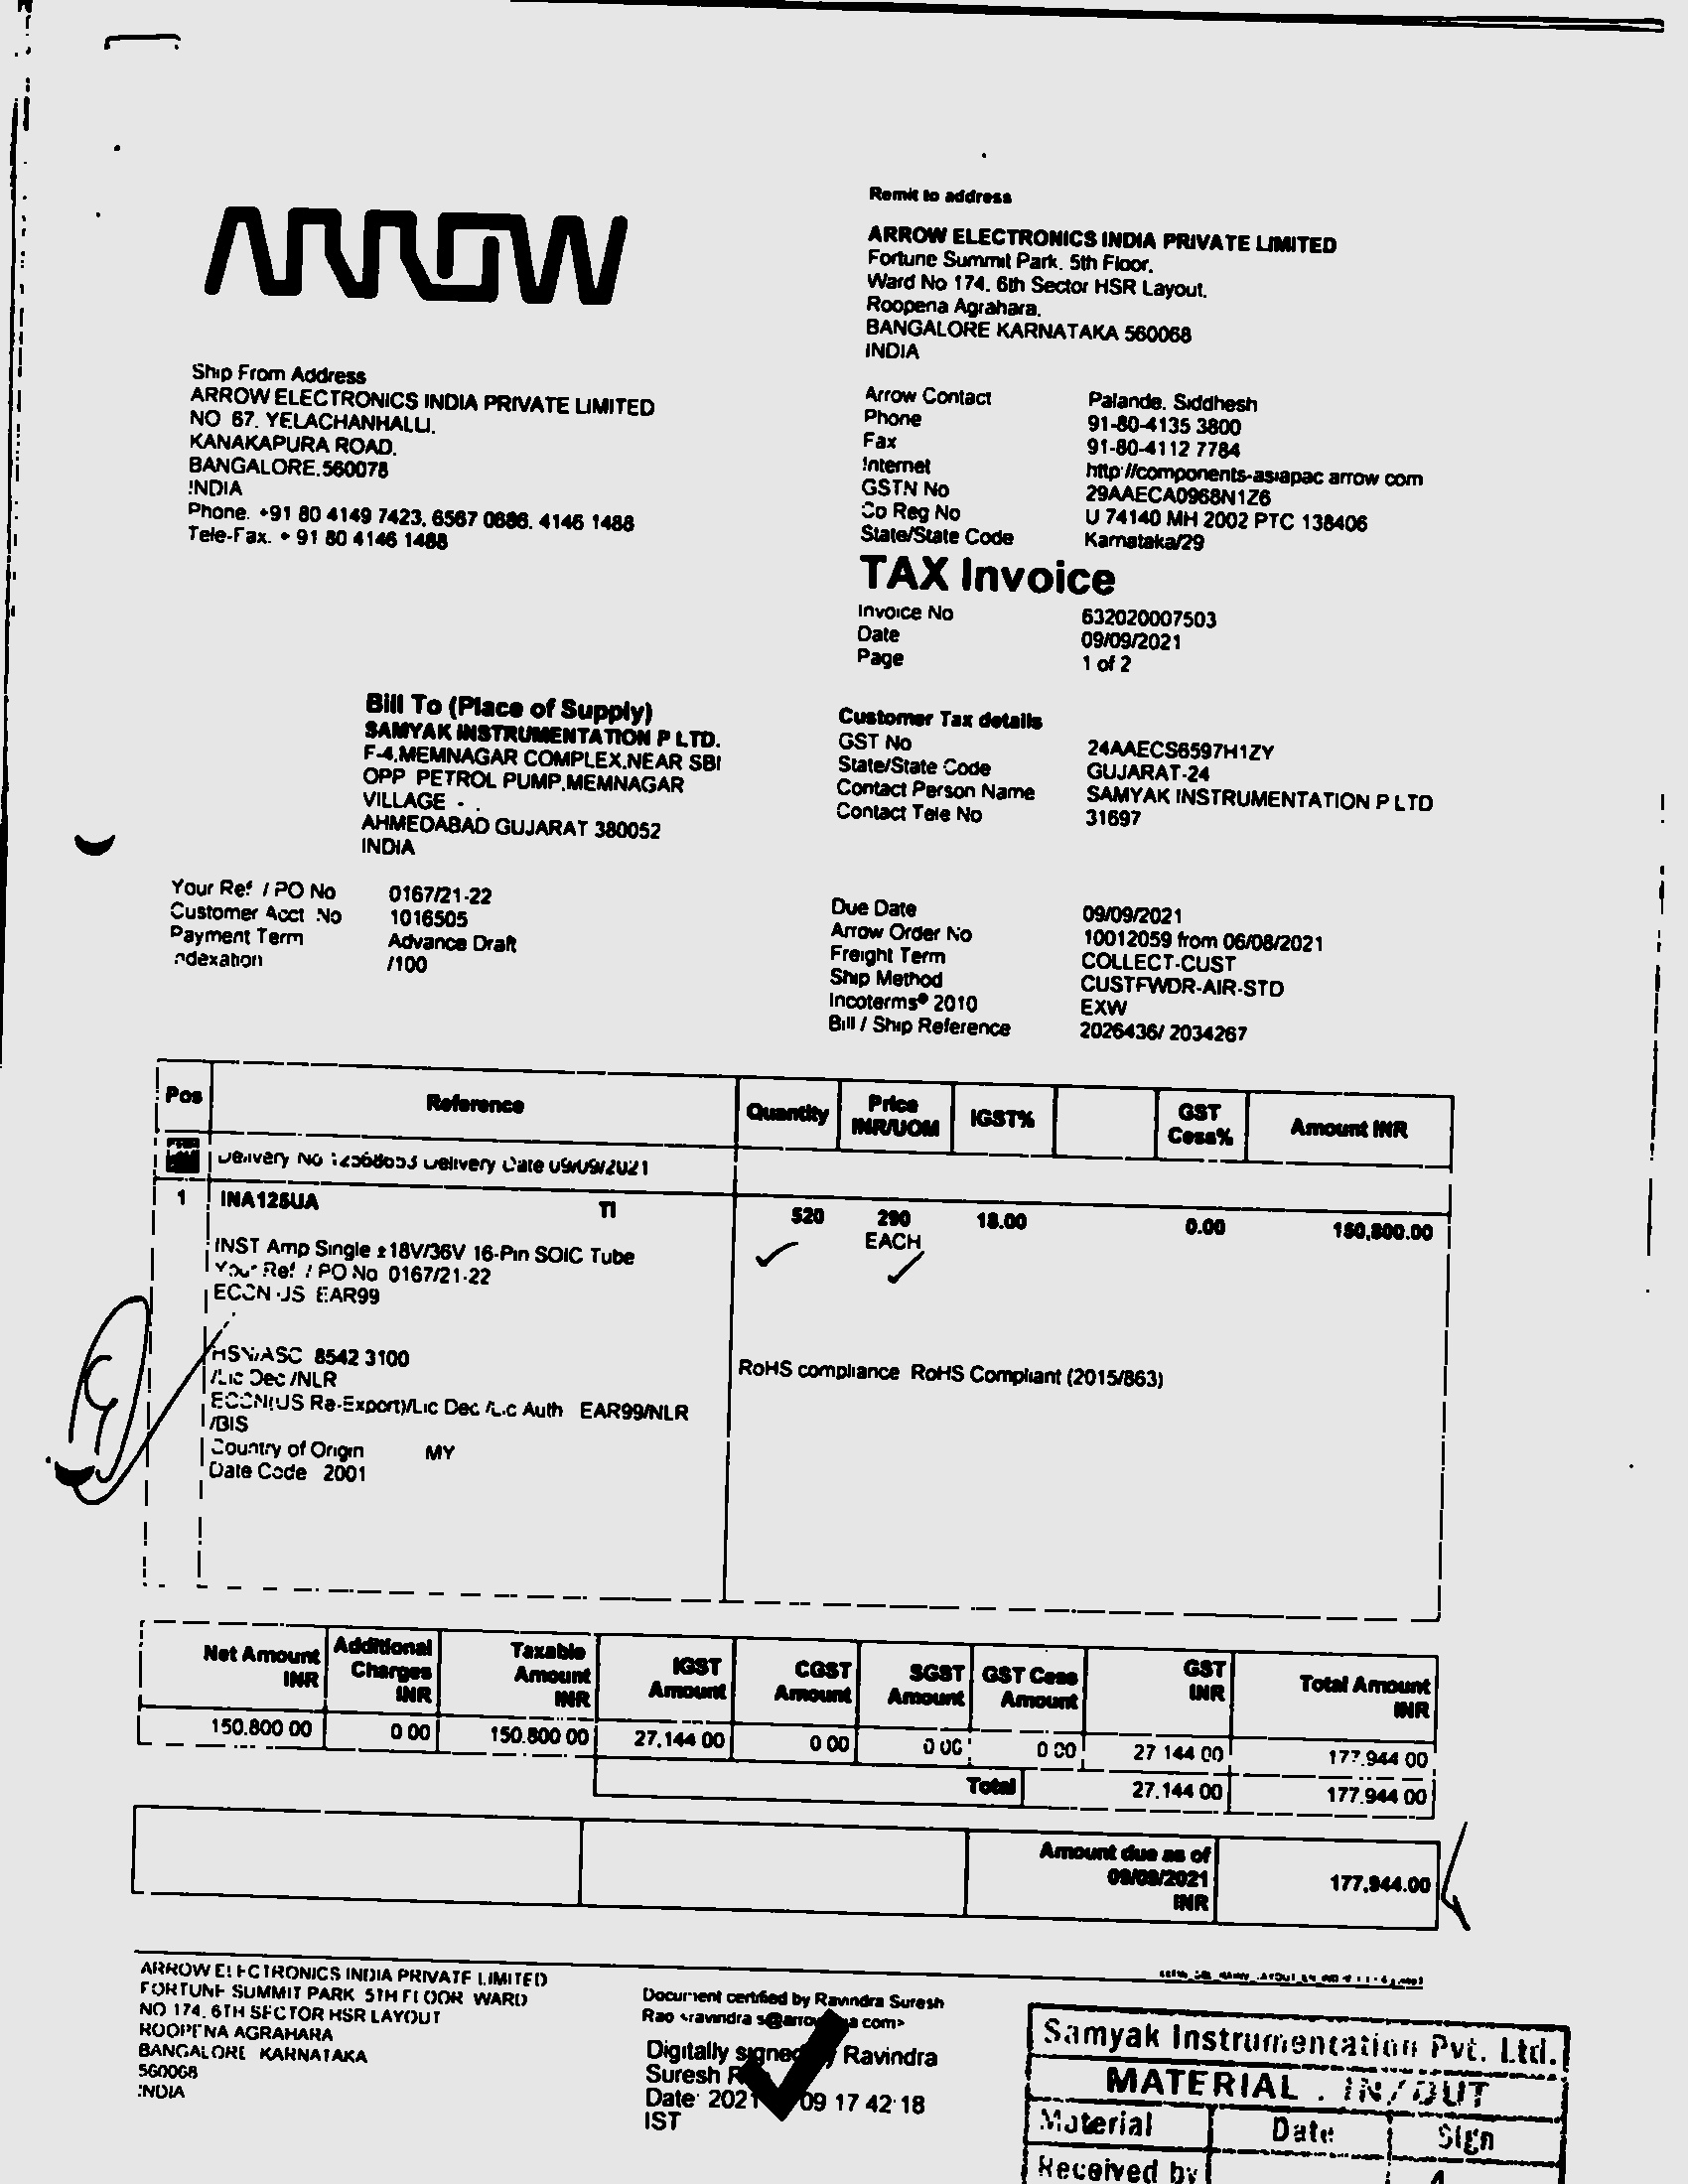 ARROW
Remit to address
ARROW ELECTRONICS INDIA PRIVATE LIMITED
Fortune Summit Park. 5th Floor.
Ward No 174. 6th Sector HSR Layout.
Roopena Agrahara.
BANGALORE KARNATAKA 560068
INDIA
Ship From Address
ARROW ELECTRONICS INDIA PRIVATE LIMITED
NO 67. YELACHANHALLI.
KANAKAPURA ROAD.
BANGALORE.560078
INDIA
Phone. +91 80 4149 7423, 6567 0686. 4146 1488
Tele-Fax. + 91 80 4146 1488
Arrow Contact Palande. Siddhesh
Phone 91-80-4135 3800
Fax 91-80-4112 7784
Internet http://components-asiapac arrow com
GSTN No 29AAECA0968N1Z6
Co Reg No U 74140 MH 2002 PTC 138406
State/State Code Karnataka/29
TAX Invoice
Invoice No 632020007503
Date 09/09/2021
Page 1 of 2
Bill To (Place of Supply)
SAMYAK INSTRUMENTATION P LTD.
F-4,MEMNAGAR COMPLEX.NEAR SBI
OPP PETROL PUMP,MEMNAGAR
VILLAGE - .
AHMEDABAD GUJARAT 380052
INDIA
Customer Tax details
GST No 24AAECS6597H1ZY
State/State Code GUJARAT-24
Contact Person Name SAMYAK INSTRUMENTATION P LTD
Contact Tele No 31697
Your Ref / PO No 0167/21-22
Customer Acct No 1016505
Payment Term Advance Draft
Indexation /100
Due Date 09/09/2021
Arrow Order No 10012059 from 06/08/2021
Freight Term COLLECT-CUST
Ship Method CUSTFWDR-AIR-STD
Incoterms® 2010 EXW
Bill / Ship Reference 2026436/ 2034267
Pos Reference Quantity Price INR/UOM IGST% GST Cess% Amount INR
Delivery No 12568653 Delivery Date 09/09/2021
1 INA125UA TI 520 290 18.00 0.00 150,800.00
EACH
INST Amp Single ±18V/36V 16-Pin SOIC Tube
Your Ref / PO No 0167/21-22
ECCN US EAR99
HSN/ASC 8542 3100
/Lic Dec /NLR
RoHS compliance RoHS Compliant (2015/863)
ECCN(US Re-Export)/Lic Dec /Lic Auth EAR99/NLR
/BIS
Country of Origin MY
Date Code 2001
Net Amount INR Additional Charges INR Taxable Amount INR IGST Amount CGST Amount SGST Amount GST Cess Amount GST INR Total Amount INR
150.800 00 0 00 150.800 00 27,144 00 0 00 0 00 0 00 27 144 00 177.944 00
Total 27.144 00 177.944 00
Amount due as of
09/09/2021
INR
177,944.00
ARROW ELECTRONICS INDIA PRIVATE LIMITED
FORTUNE SUMMIT PARK 5TH FLOOR WARD
NO 174. 6TH SECTOR HSR LAYOUT
ROOPENA AGRAHARA
BANGALORE KARNATAKA
560068
INDIA
Document certified by Ravindra Suresh
Rao
Digitally signed Ravindra
Suresh
Date 2021 09 17 42 18
IST
Samyak Instrumentation Pvt. Ltd.
MATERIAL . IN/OUT
Material Date Sign
Received by